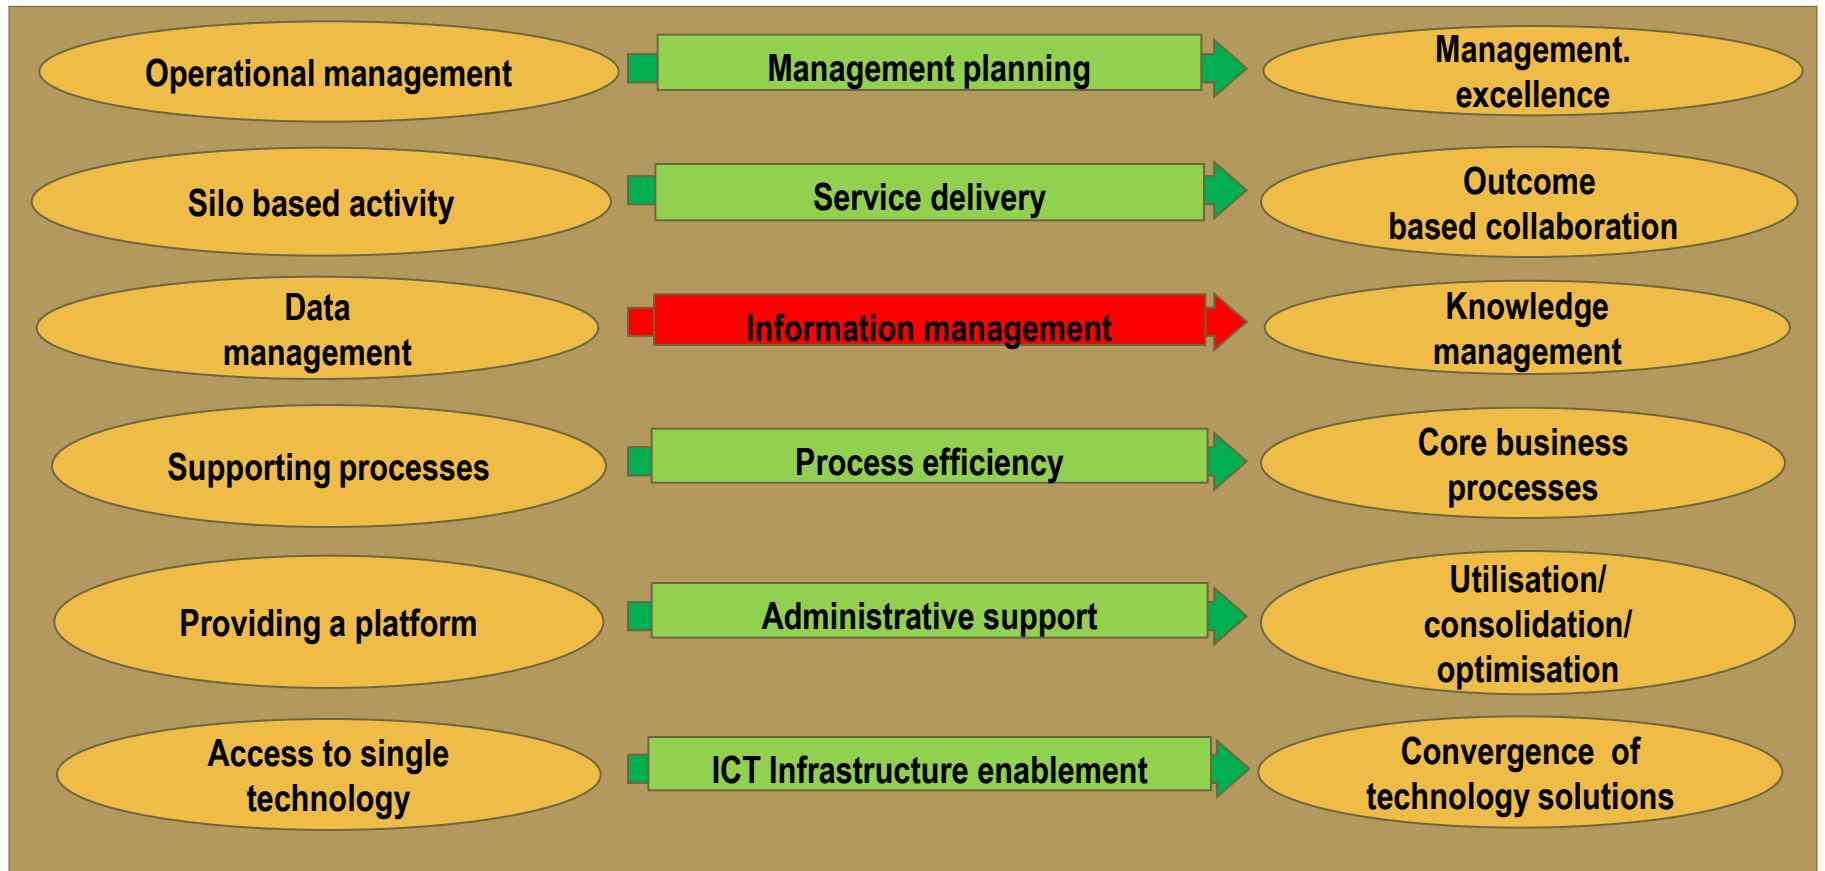 Operational management
Management planning
Management.
excellence
Silo based activity
Service delivery
Outcome
based collaboration
Data
management
Information management
Knowledge
management
Supporting processes
Process efficiency
Core business
processes
Providing a platform
Administrative support
Utilisation/
consolidation/
optimisation
Access to single
technology
ICT Infrastructure enablement
Convergence  of
technology solutions